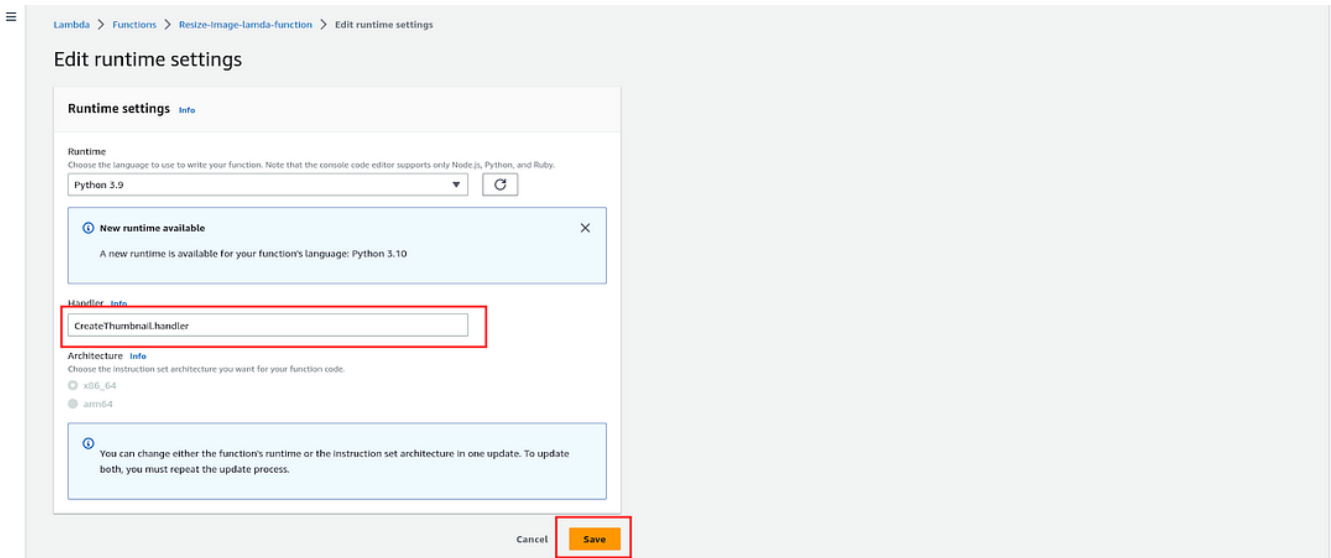 Lambda > Functions > Resize-image-lamda-function > Edit runtime settings
Edit runtime settings
Runtime settings Info
Runtime
Choose the language to use to write your function. Note that the console code editor supports only Node.js, Python, and Ruby.
Python 3.9
New runtime available
A new runtime is available for your function's language: Python 3.10
Handler Info
CreateThumbnail.handler
Architecture Info
Choose the instruction set architecture you want for your function code.
x86_64
arm64
You can change either the function's runtime or the instruction set architecture in one update. To update
both, you must repeat the update process.
Cancel Save